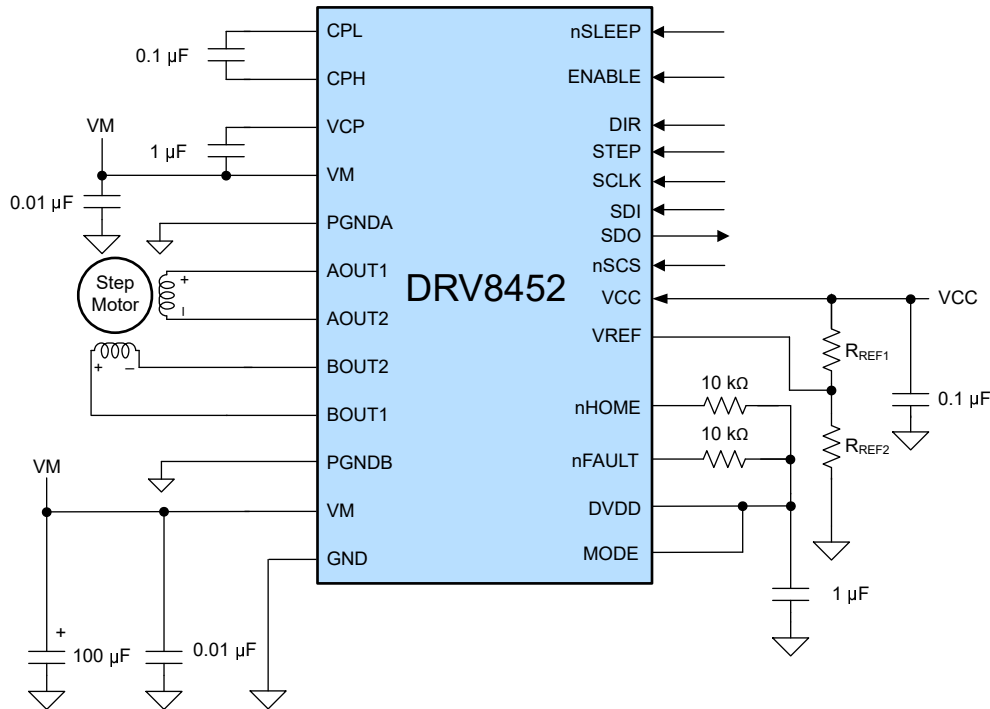 CPL
0.1 µF
CPH
VCP
VM
1 µF
VM
0.01 µF
PGNDA
Step
Motor
+
–
AOUT1
AOUT2
+
–
BOUT2
BOUT1
PGNDB
VM
VM
GND
+
100 µF
0.01 µF
DRV8452
nSLEEP
ENABLE
DIR
STEP
SCLK
SDI
SDO
nSCS
VCC
VCC
VREF
RREF1
10 kΩ
nHOME
0.1 µF
10 kΩ
nFAULT
RREF2
DVDD
MODE
1 µF